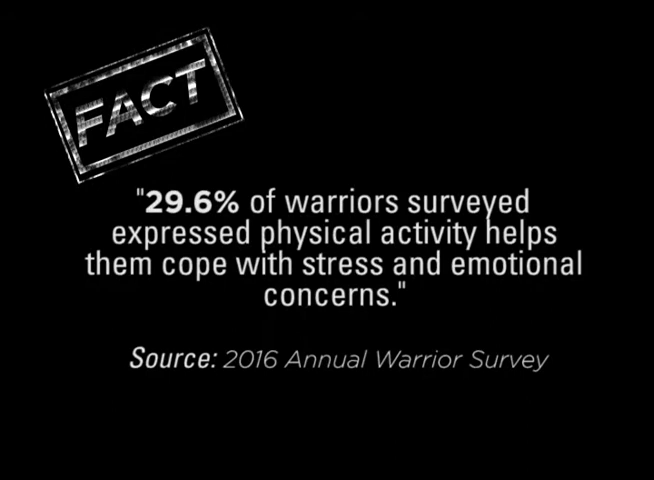 FACT
"29.6% of warriors surveyed
expressed physical activity helps
them cope with stress and emotional
concerns."
Source: 2016 Annual Warrior Survey